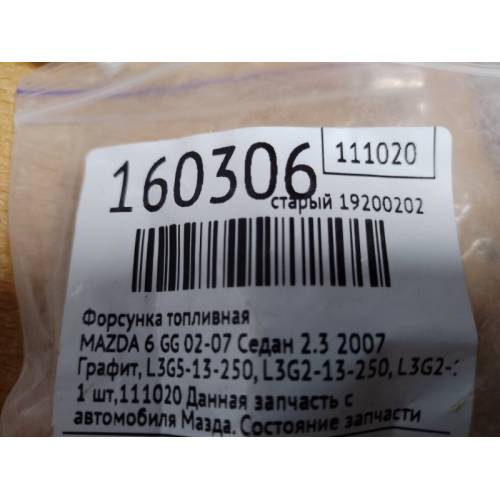 111020
160306
старый 19200202
Форсунка топливная
MAZDA 6 GG 02-07 Седан 2.3 2007
Графит, L3G5-13-250, L3G2-13-250, L3G2-
1 шт,111020 Данная запчасть с
автомобиля Мазда. Состояние запчасти